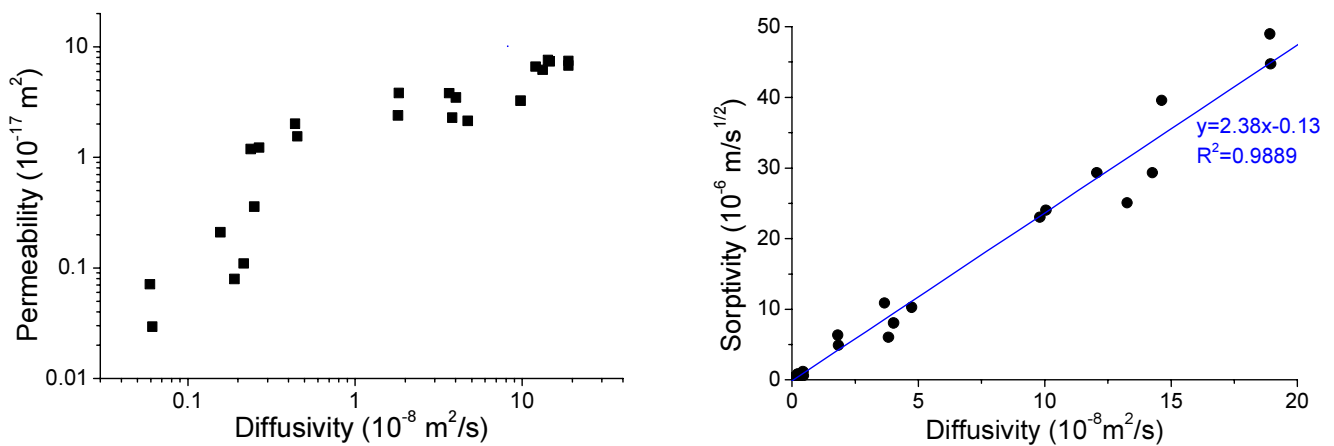 10
1
0.1
0.01
Permeability (10⁻¹⁷ m²)
0.1 1 10
Diffusivity (10⁻⁸ m²/s)
50
40
30
20
10
0
Sorptivity (10⁻⁶ m/s¹/²)
y=2.38x-0.13
R²=0.9889
0 5 10 15 20
Diffusivity (10⁻⁸m²/s)